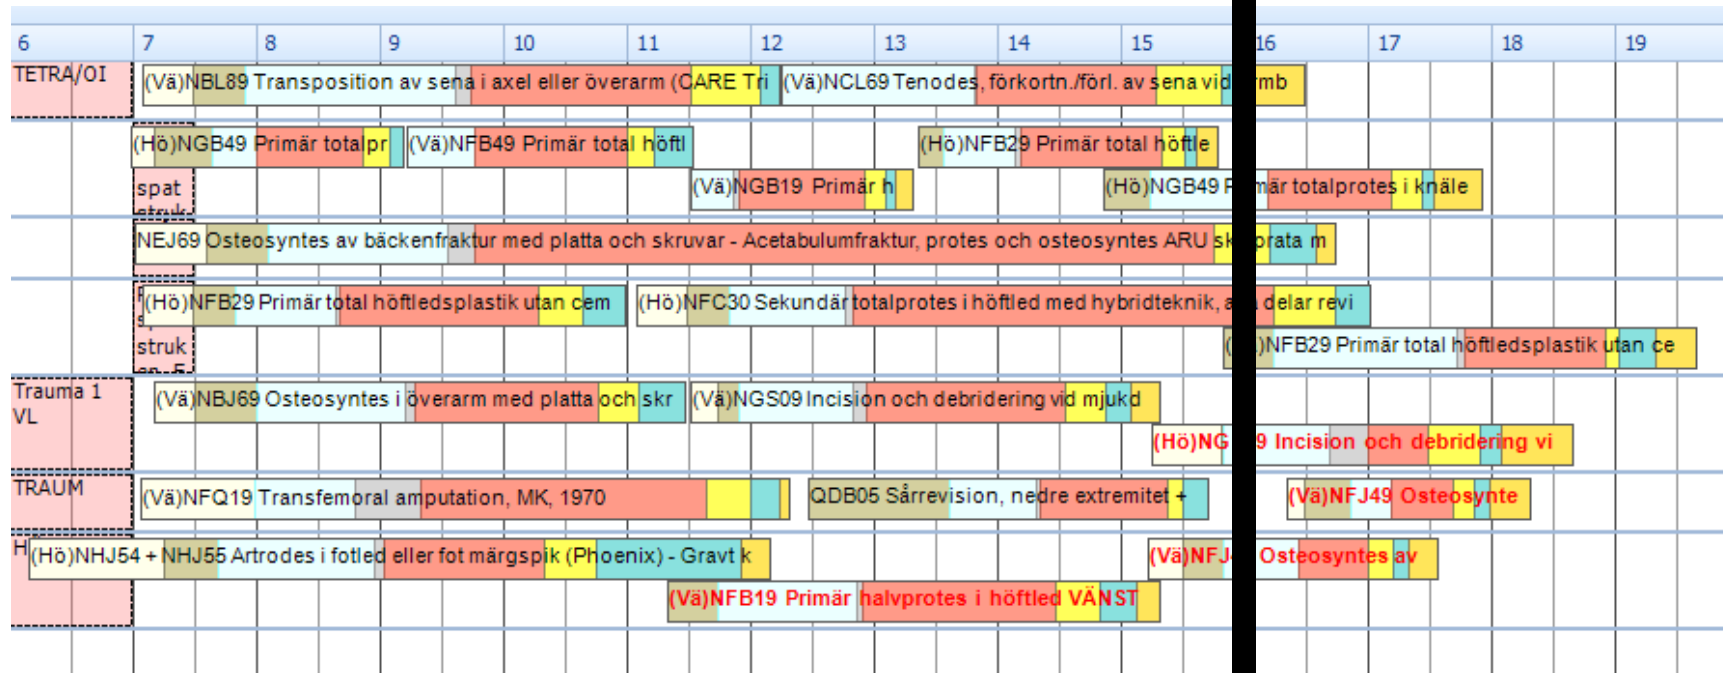 6 7 8 9 10 11 12 13 14 15 16 17 18 19
TETRA/OI (Vä)NBL89 Transposition av sena i axel eller överarm (CARE Tri (Vä)NCL69 Tenodes, förkortn./förl. av sena vid mb
(Hö)NGB49 Primär totalpr (Vä)NFB49 Primär total höftl (Hö)NFB29 Primär total höftle
spat (Vä)NGB19 Primär h (Hö)NGB49 mär totalprotes i knäle
struk
NEJ69 Osteosyntes av bäckenfraktur med platta och skruvar - Acetabulumfraktur, protes och osteosyntes ARU m
(Hö)NFB29 Primär total höftledsplastik utan cem (Hö)NFC30 Sekundär totalprotes i höftled med hybridteknik, delar revi
struk )NFB29 Primär total höftledsplastik utan ce
Trauma 1 (Vä)NBJ69 Osteosyntes i överarm med platta och skr (Vä)NGS09 Incision och debridering vid mjukd
VL
(Hö)NG 9 Incision och debridering vi
TRAUM (Vä)NFQ19 Transfemoral amputation, MK, 1970 QDB05 Sårrevision, nedre extremitet + (Vä)NFJ49 Osteosynte
H (Hö)NHJ54 + NHJ55 Artrodes i fotled eller fot märgspik (Phoenix) - Gravt k (Vä)NFJ Osteosyntes av
(Vä)NFB19 Primär halvprotes i höftled VÄNST